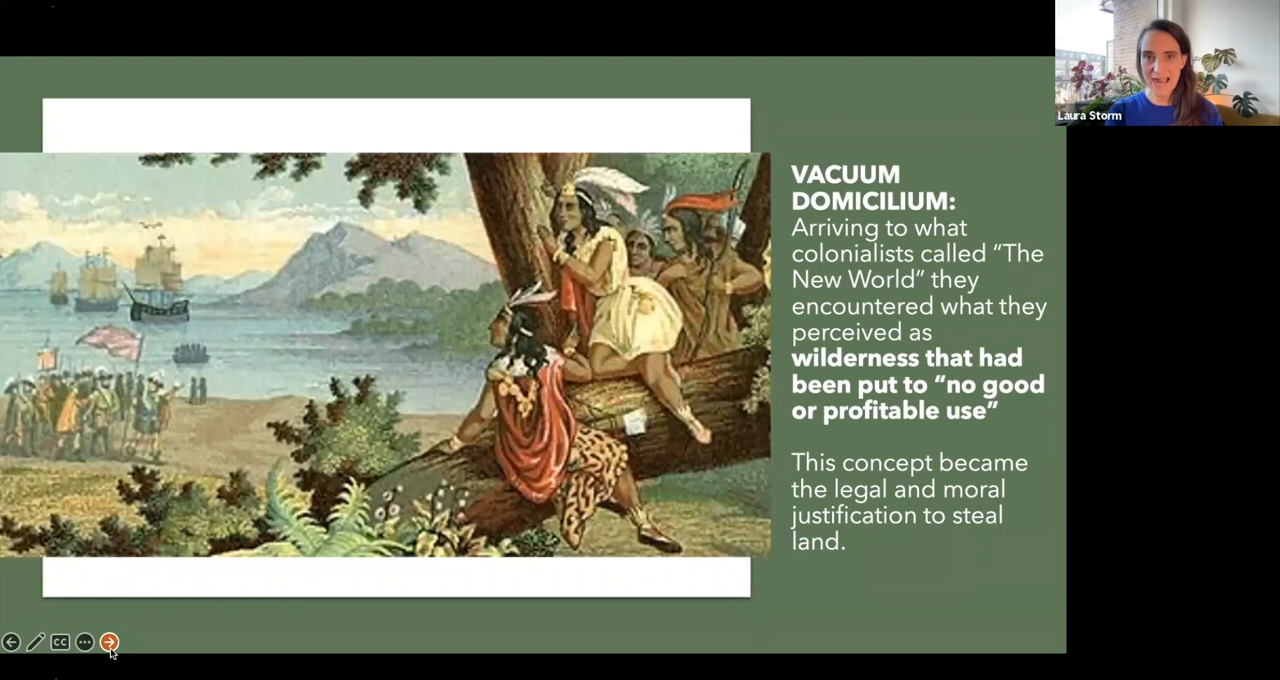 Laura Storm
VACUUM
DOMICILIUM:
Arriving to what
colonialists called “The
New World” they
encountered what they
perceived as
wilderness that had
been put to “no good
or profitable use”
This concept became
the legal and moral
justification to steal
land.
CC